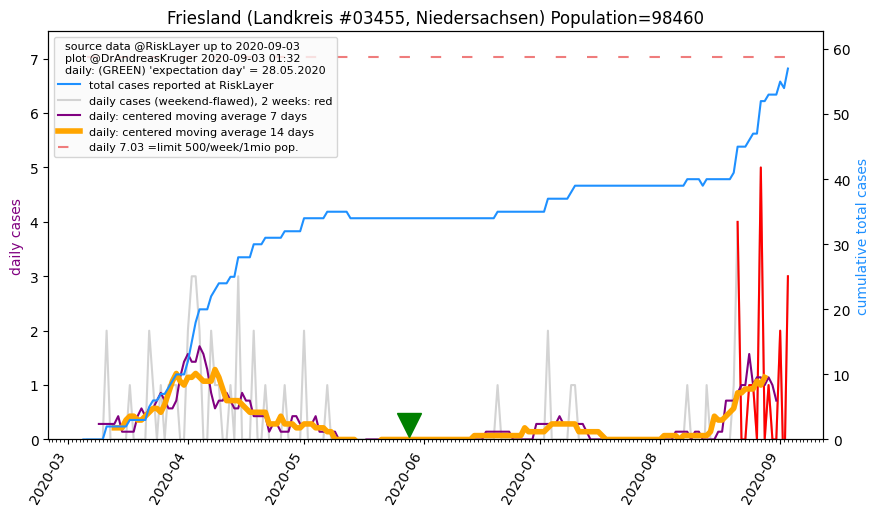 Friesland (Landkreis #03455, Niedersachsen) Population=98460
source data @RiskLayer up to 2020-09-03
plot @DrAndreasKruger 2020-09-03 01:32
daily: (GREEN) 'expectation day' = 28.05.2020
total cases reported at RiskLayer
daily cases (weekend-flawed), 2 weeks: red
daily: centered moving average 7 days
daily: centered moving average 14 days
daily 7.03 =limit 500/week/1mio pop.
daily cases
7
6
5
4
3
2
1
0
cumulative total cases
60
50
40
30
20
10
0
2020-03
2020-04
2020-05
2020-06
2020-07
2020-08
2020-09